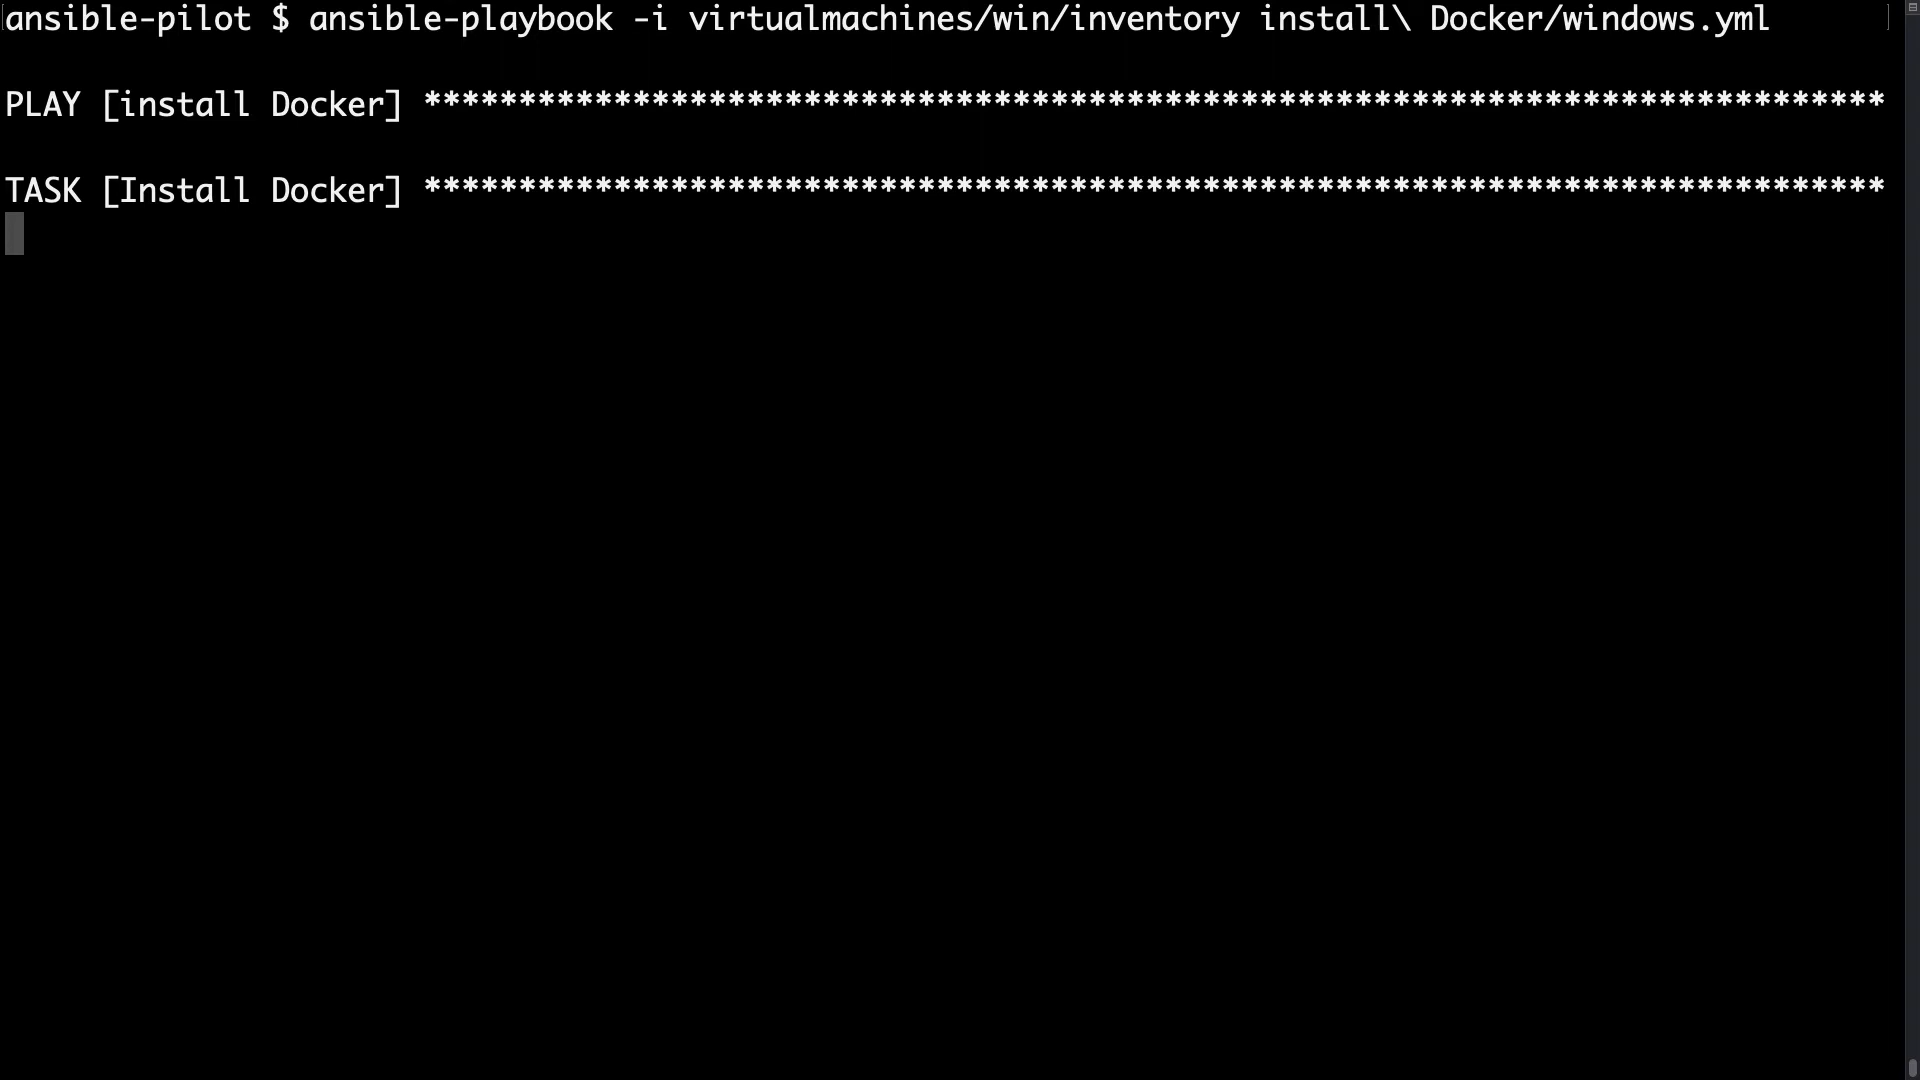 ansible-pilot $ ansible-playbook -i virtualmachines/win/inventory install\ Docker/windows.yml
PLAY [install Docker] *****************************************************************************
TASK [Install Docker] *****************************************************************************